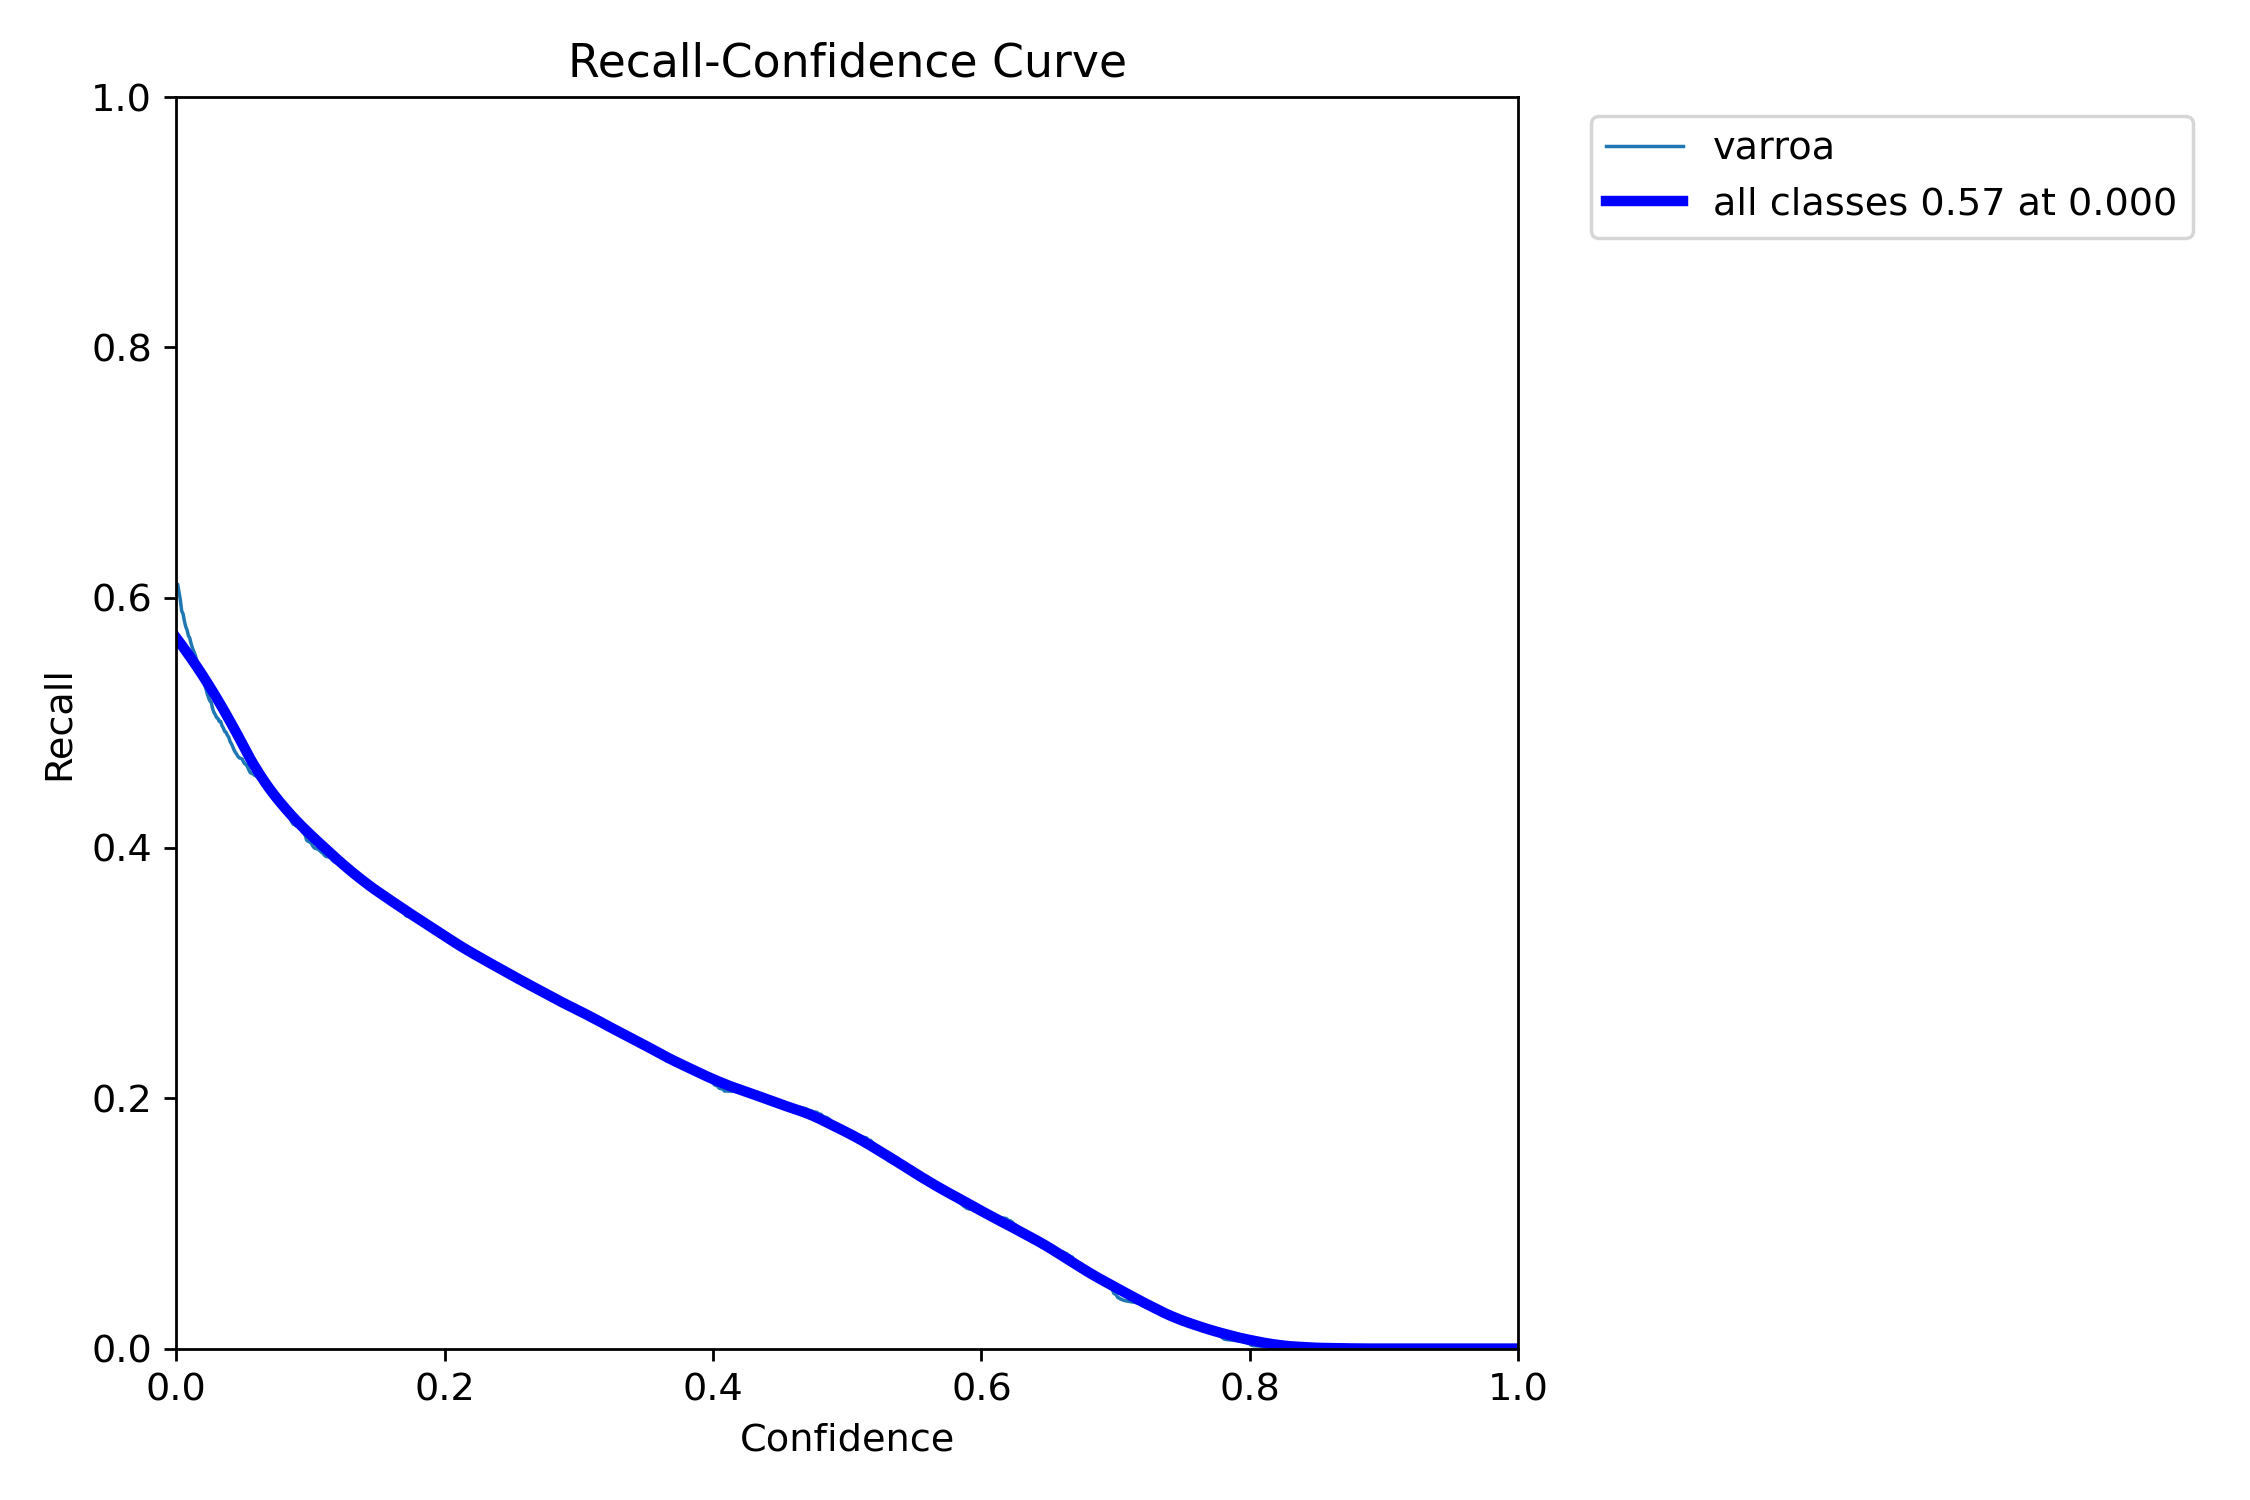 Recall-Confidence Curve
1.0
0.8
0.6
0.4
0.2
0.0
Recall
0.0 0.2 0.4 0.6 0.8 1.0
Confidence
varroa
all classes 0.57 at 0.000